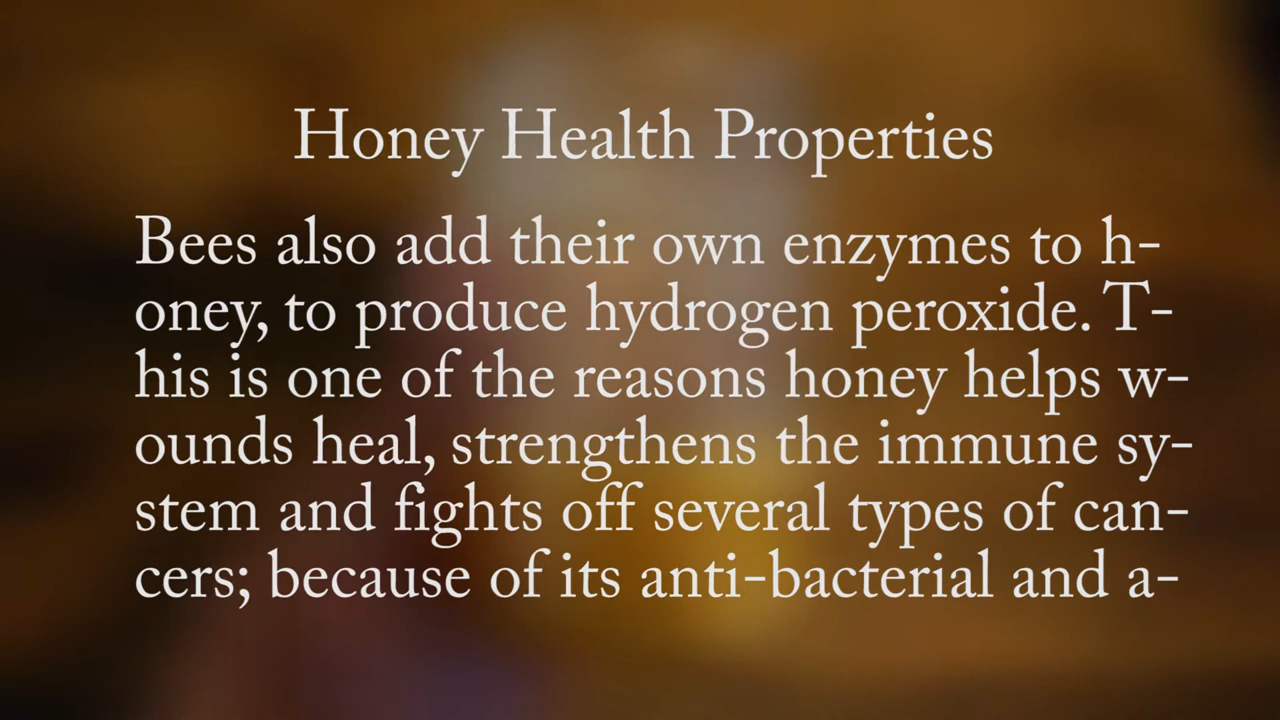 Honey Health Properties
Bees also add their own enzymes to h-
oney, to produce hydrogen peroxide. T-
his is one of the reasons honey helps w-
ounds heal, strengthens the immune sy-
stem and fights off several types of can-
cers; because of its anti-bacterial and a-